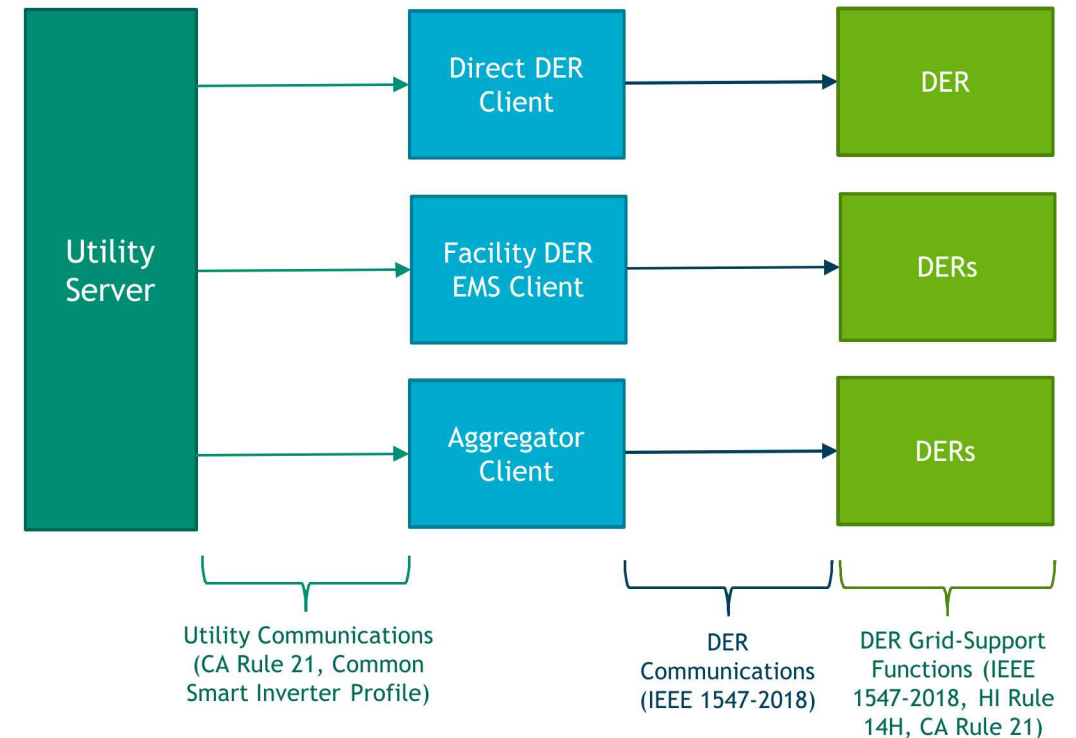 Utility
Server
Direct DER
Client
DER
Facility DER
EMS Client
DERs
Aggregator
Client
DERs
Utility Communications
(CA Rule 21, Common
Smart Inverter Profile)
DER
Communications
(IEEE 1547-2018)
DER Grid-Support
Functions (IEEE
1547-2018, HI Rule
14H, CA Rule 21)